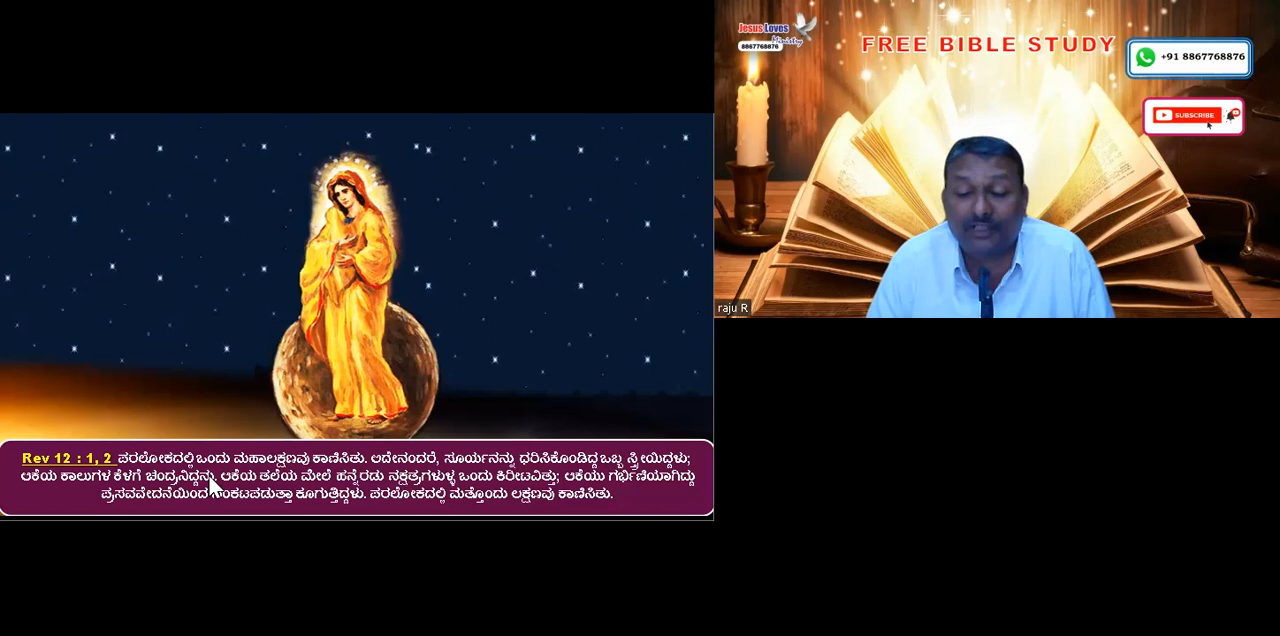 Jesus Loves
Ministry
8867768876
FREE BIBLE STUDY
+91 8867768876
SUBSCRIBE
raju R
Rev 12 : 1, 2 ಪರಲೋಕದಲ್ಲಿ ಒಂದು ಮಹಾಲಕ್ಷಣವು ಕಾಣಿಸಿತು. ಅದೇನಂದರೆ, ಸೂರ್ಯನನ್ನು ಧರಿಸಿಕೊಂಡಿದ್ದ ಒಬ್ಬ ಸ್ತ್ರೀಯಿದ್ದಳು;
ಆಕೆಯ ಕಾಲುಗಳ ಕೆಳಗೆ ಚಂದ್ರನಿದ್ದನು, ಆಕೆಯ ತಲೆಯ ಮೇಲೆ ಹನ್ನೆರಡು ನಕ್ಷತ್ರಗಳುಳ್ಳ ಒಂದು ಕಿರೀಟವಿತ್ತು; ಆಕೆಯು ಗರ್ಭಿಣಿಯಾಗಿದ್ದು
ಪ್ರಸವವೇದನೆಯಿಂದ ಸಂಕಟಪಡುತ್ತಾ ಕೂಗುತ್ತಿದ್ದಳು. ಪರಲೋಕದಲ್ಲಿ ಮತ್ತೊಂದು ಲಕ್ಷಣವು ಕಾಣಿಸಿತು.